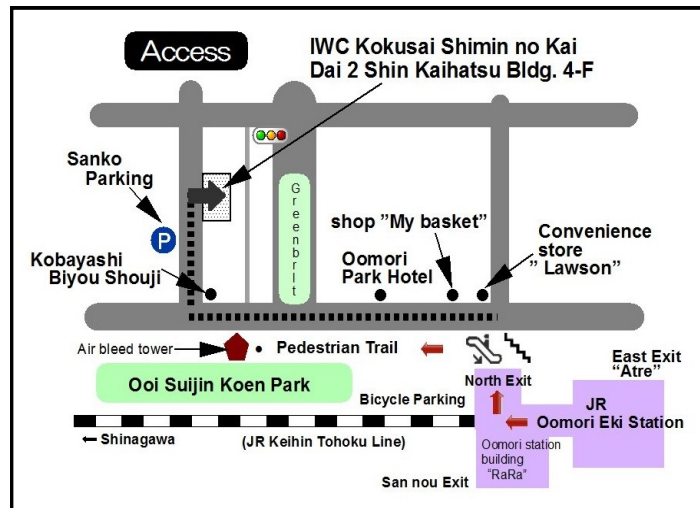 Access
IWC Kokusai Shimin no Kai
Dai 2 Shin Kaihatsu Bldg. 4-F
Sanko
Parking
P
Greenbrlt
shop "My basket"
Convenience
store
" Lawson"
Kobayashi
Biyou Shouji
Oomori
Park Hotel
Air bleed tower
Pedestrian Trail
East Exit
"Atre"
Ooi Suijin Koen Park
North Exit
Bicycle Parking
JR
Oomori Eki Station
Shinagawa
(JR Keihin Tohoku Line)
Oomori station
building
"RaRa"
San nou Exit